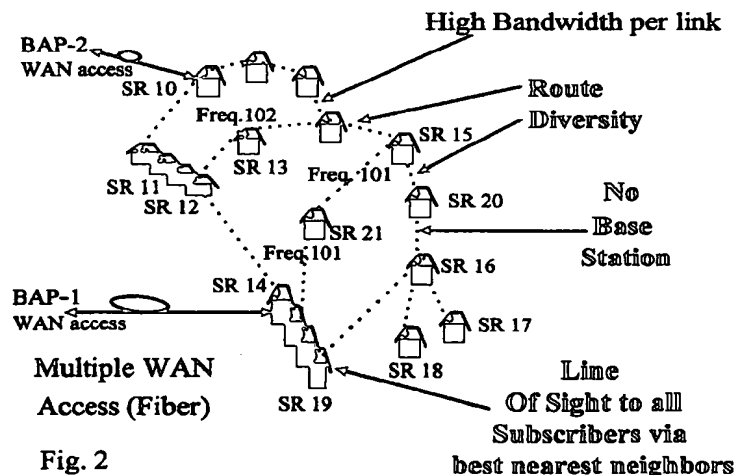 High Bandwidth per link
BAP-2
WAN access
SR 10
Route
Diversity
Freq.102
SR 13
SR 15
SR 11
SR 12
Freq.101
SR 20
No
Base
Station
SR 21
Freq.101
SR 14
SR 16
BAP-1
WAN access
SR 17
SR 18
Multiple WAN
Access (Fiber)
SR 19
Line
Of Sight to all
Subscribers via
best nearest neighbors
Fig. 2